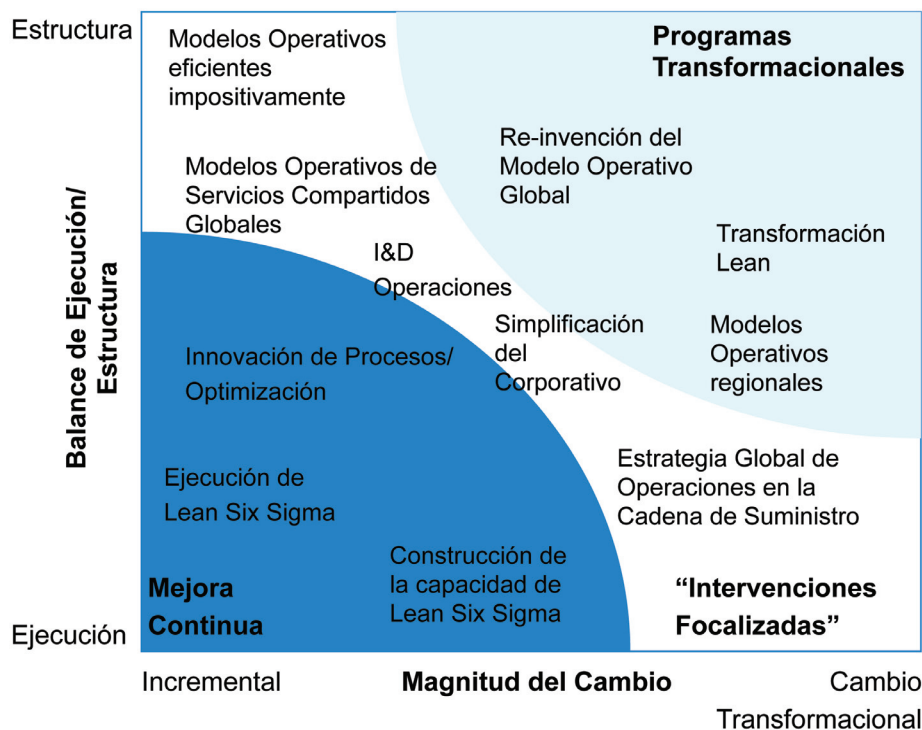 Estructura
Modelos Operativos
eficientes
impositivamente
Programas
Transformacionales
Re-invención del
Modelo Operativo
Global
Modelos Operativos de
Servicios Compartidos
Globales
Transformación
Lean
I&D
Operaciones
Simplificación
del
Corporativo
Modelos
Operativos
regionales
Balance de Ejecución/
Estructura
Innovación de Procesos/
Optimización
Estrategia Global de
Operaciones en la
Cadena de Suministro
Ejecución de
Lean Six Sigma
Construcción de
la capacidad de
Lean Six Sigma
Mejora
Continua
“Intervenciones
Focalizadas”
Ejecución
Incremental
Magnitud del Cambio
Cambio
Transformacional